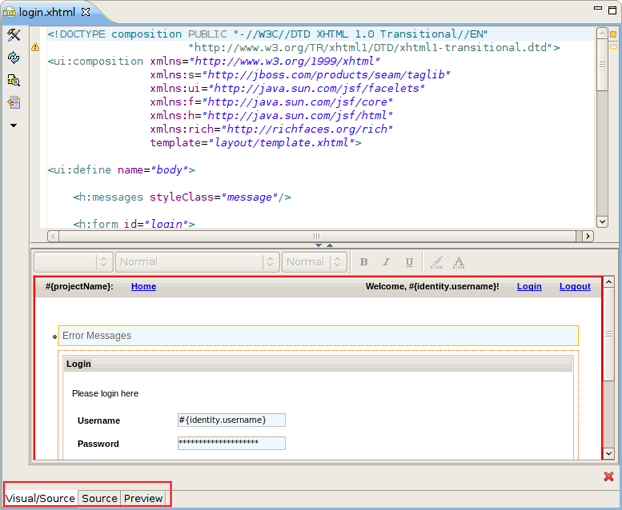 login.xhtml
<!DOCTYPE composition PUBLIC "-//W3C//DTD XHTML 1.0 Transitional//EN"
"http://www.w3.org/TR/xhtml1/DTD/xhtml1-transitional.dtd">
<ui:composition xmlns="http://www.w3.org/1999/xhtml"
xmlns:s="http://jboss.com/products/seam/taglib"
xmlns:ui="http://java.sun.com/jsf/facelets"
xmlns:f="http://java.sun.com/jsf/core"
xmlns:h="http://java.sun.com/jsf/html"
xmlns:rich="http://richfaces.org/rich"
template="layout/template.xhtml">
<ui:define name="body">
<h:messages styleClass="message"/>
<h:form id="login">
Normal Normal B I U A
#{projectName}: Home Welcome, #{identity.username}! Login Logout
Error Messages
Login
Please login here
Username #{identity.username}
Password ********************
Visual/Source Source Preview